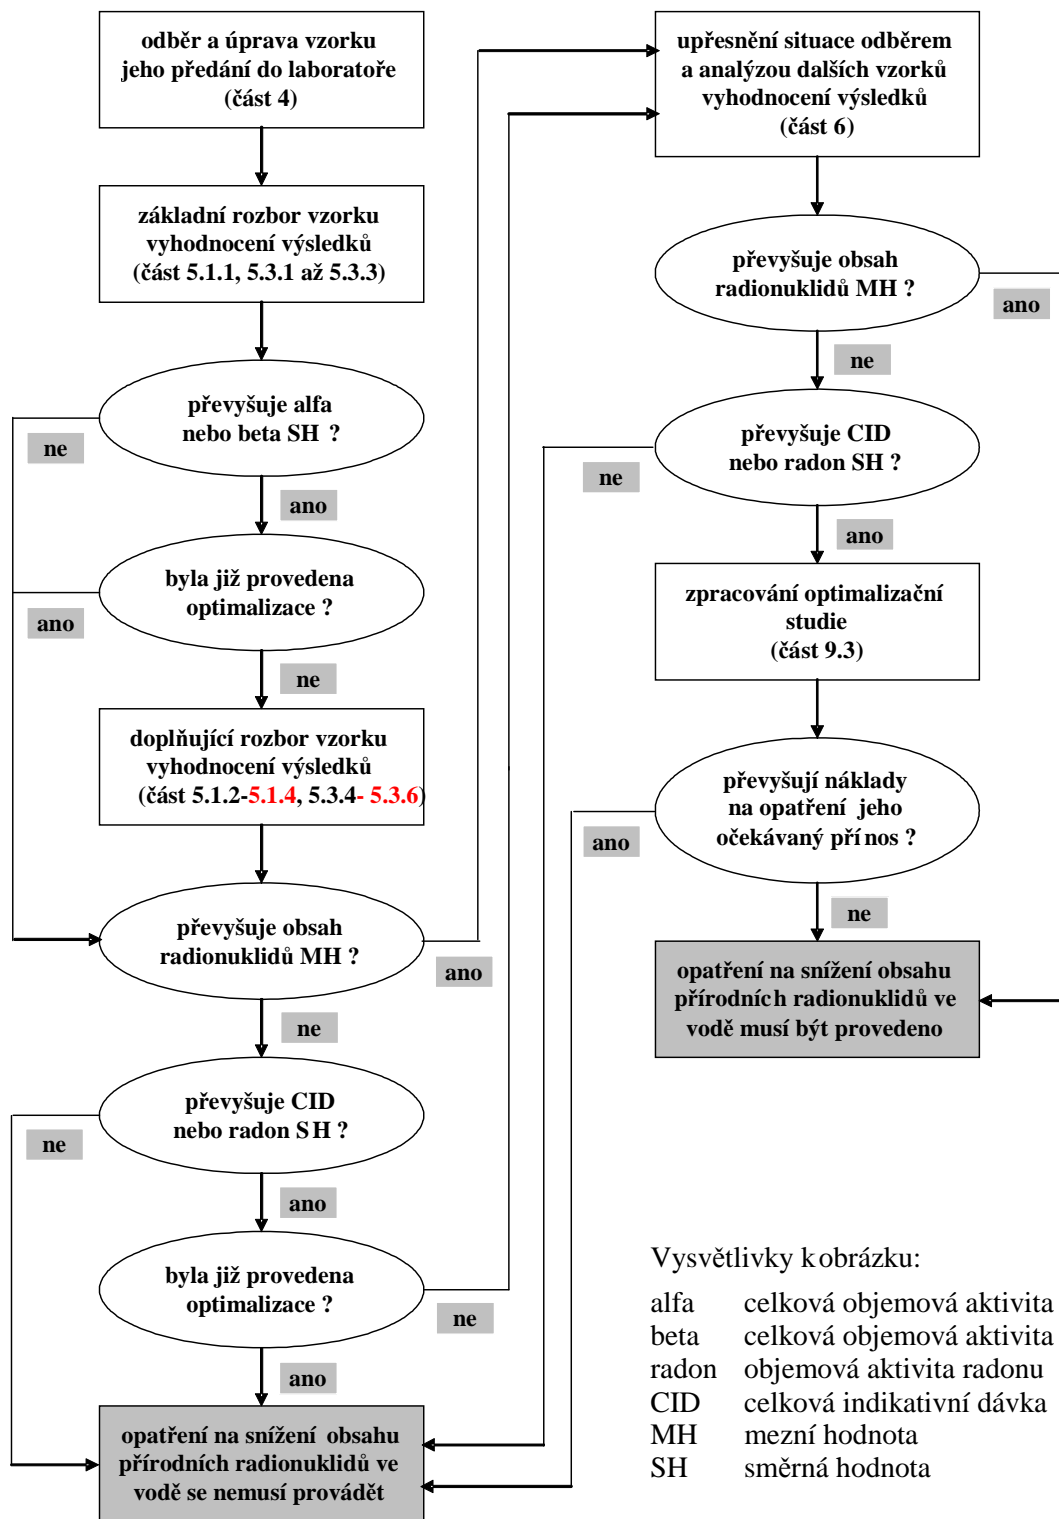 odběr a úprava vzorku
jeho předání do laboratoře
(část 4)
základní rozbor vzorku
vyhodnocení výsledků
(část 5.1.1, 5.3.1 až 5.3.3)
převyšuje alfa
nebo beta SH ?
ne
ano
byla již provedena
optimalizace ?
ano
ne
doplňující rozbor vzorku
vyhodnocení výsledků
(část 5.1.2-5.1.4, 5.3.4- 5.3.6)
převyšuje obsah
radionuklidů MH ?
ano
ne
převyšuje CID
nebo radon SH ?
ne
ano
byla již provedena
optimalizace ?
ne
ano
opatření na snížení obsahu
přírodních radionuklidů ve
vodě se nemusí provádět
upřesnění situace odběrem
a analýzou dalších vzorků
vyhodnocení výsledků
(část 6)
převyšuje obsah
radionuklidů MH ?
ano
ne
převyšuje CID
nebo radon SH ?
ne
ano
zpracování optimalizační
studie
(část 9.3)
převyšují náklady
na opatření jeho
očekávaný přínos ?
ano
ne
opatření na snížení obsahu
přírodních radionuklidů ve
vodě musí být provedeno
Vysvětlivky k obrázku:
alfa celková objemová aktivita
beta celková objemová aktivita
radon objemová aktivita radonu
CID celková indikativní dávka
MH mezní hodnota
SH směrná hodnota